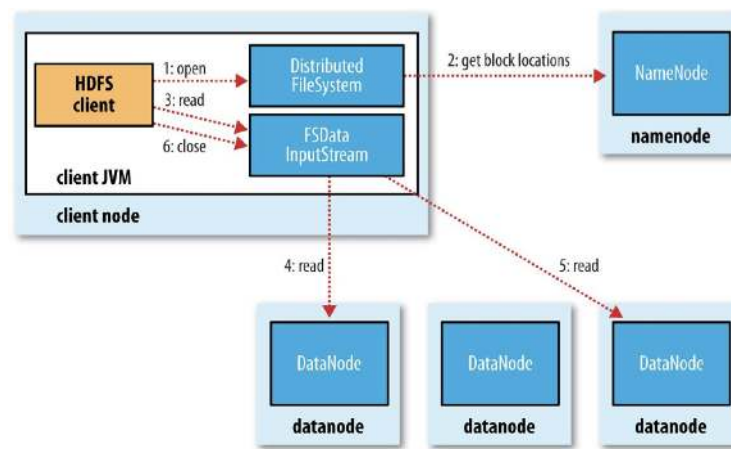 1: open
Distributed
FileSystem
2: get block locations
NameNode
HDFS
client
3: read
6: close
FSData
InputStream
namenode
client JVM
client node
4: read
5: read
DataNode
DataNode
DataNode
datanode
datanode
datanode